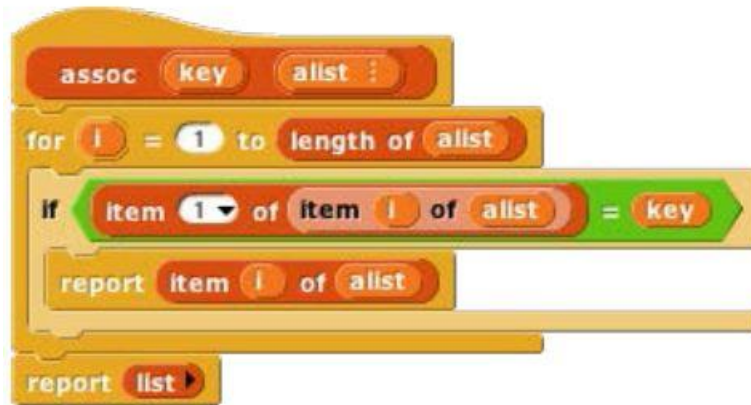 assoc key alist ⋮
for i = 1 to length of alist
if item 1 of item i of alist = key
report item i of alist
report list